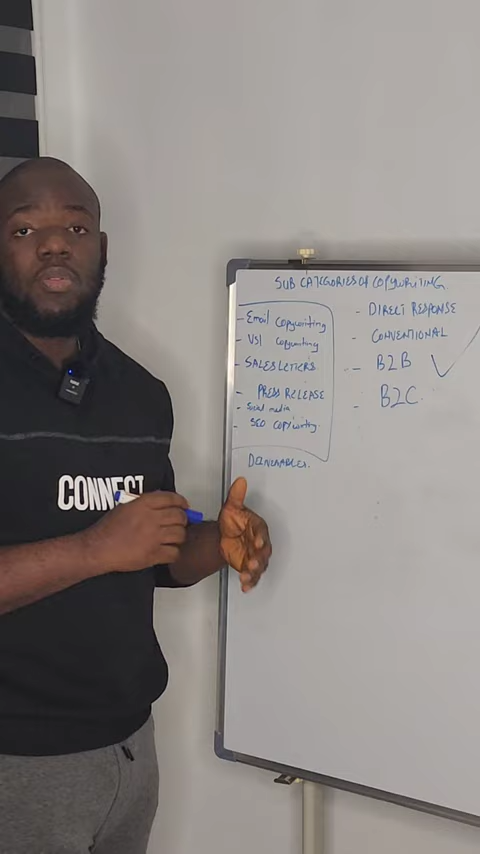 SUB CATEGORIES OF COPYWRITING
- Email Copywriting
- VSL Copywriting
- SALES LETTERS
- PRESS RELEASE
- Social media
- SEO COPYWRITING
- DIRECT RESPONSE
- CONVENTIONAL
- B2B
- B2C
CONNECT